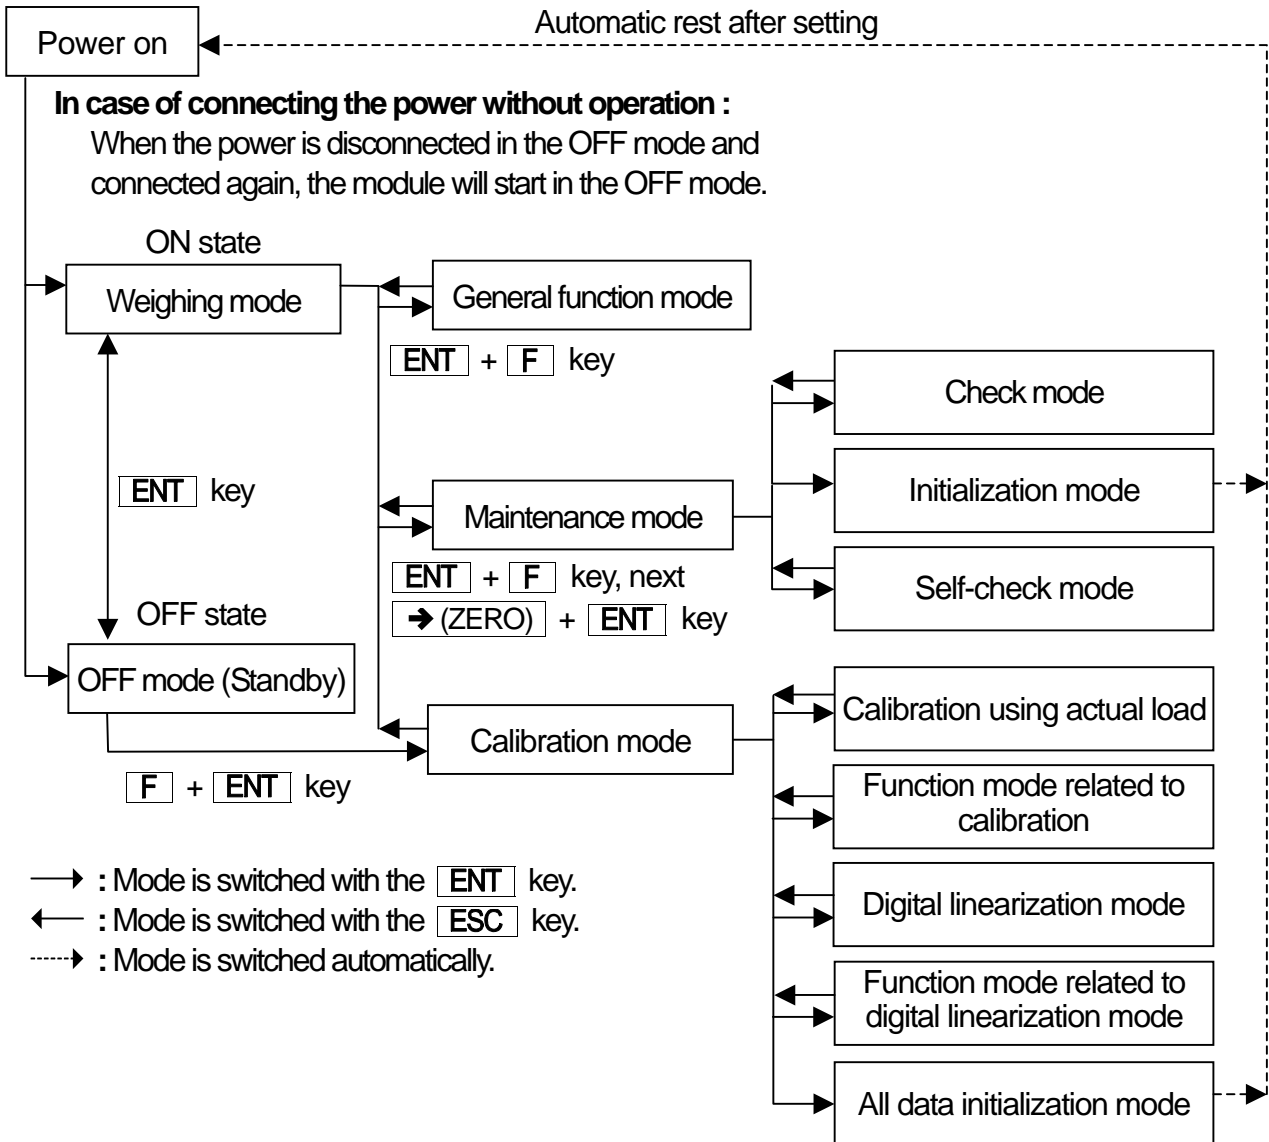 Automatic rest after setting
Power on
In case of connecting the power without operation :
When the power is disconnected in the OFF mode and
connected again, the module will start in the OFF mode.
ON state
Weighing mode
General function mode
ENT + F key
Check mode
ENT key
Initialization mode
Maintenance mode
ENT + F key, next
➔ (ZERO) + ENT key
Self-check mode
OFF state
OFF mode (Standby)
Calibration mode
F + ENT key
Calibration using actual load
Function mode related to
calibration
Digital linearization mode
Function mode related to
digital linearization mode
All data initialization mode
: Mode is switched with the ENT key.
: Mode is switched with the ESC key.
: Mode is switched automatically.